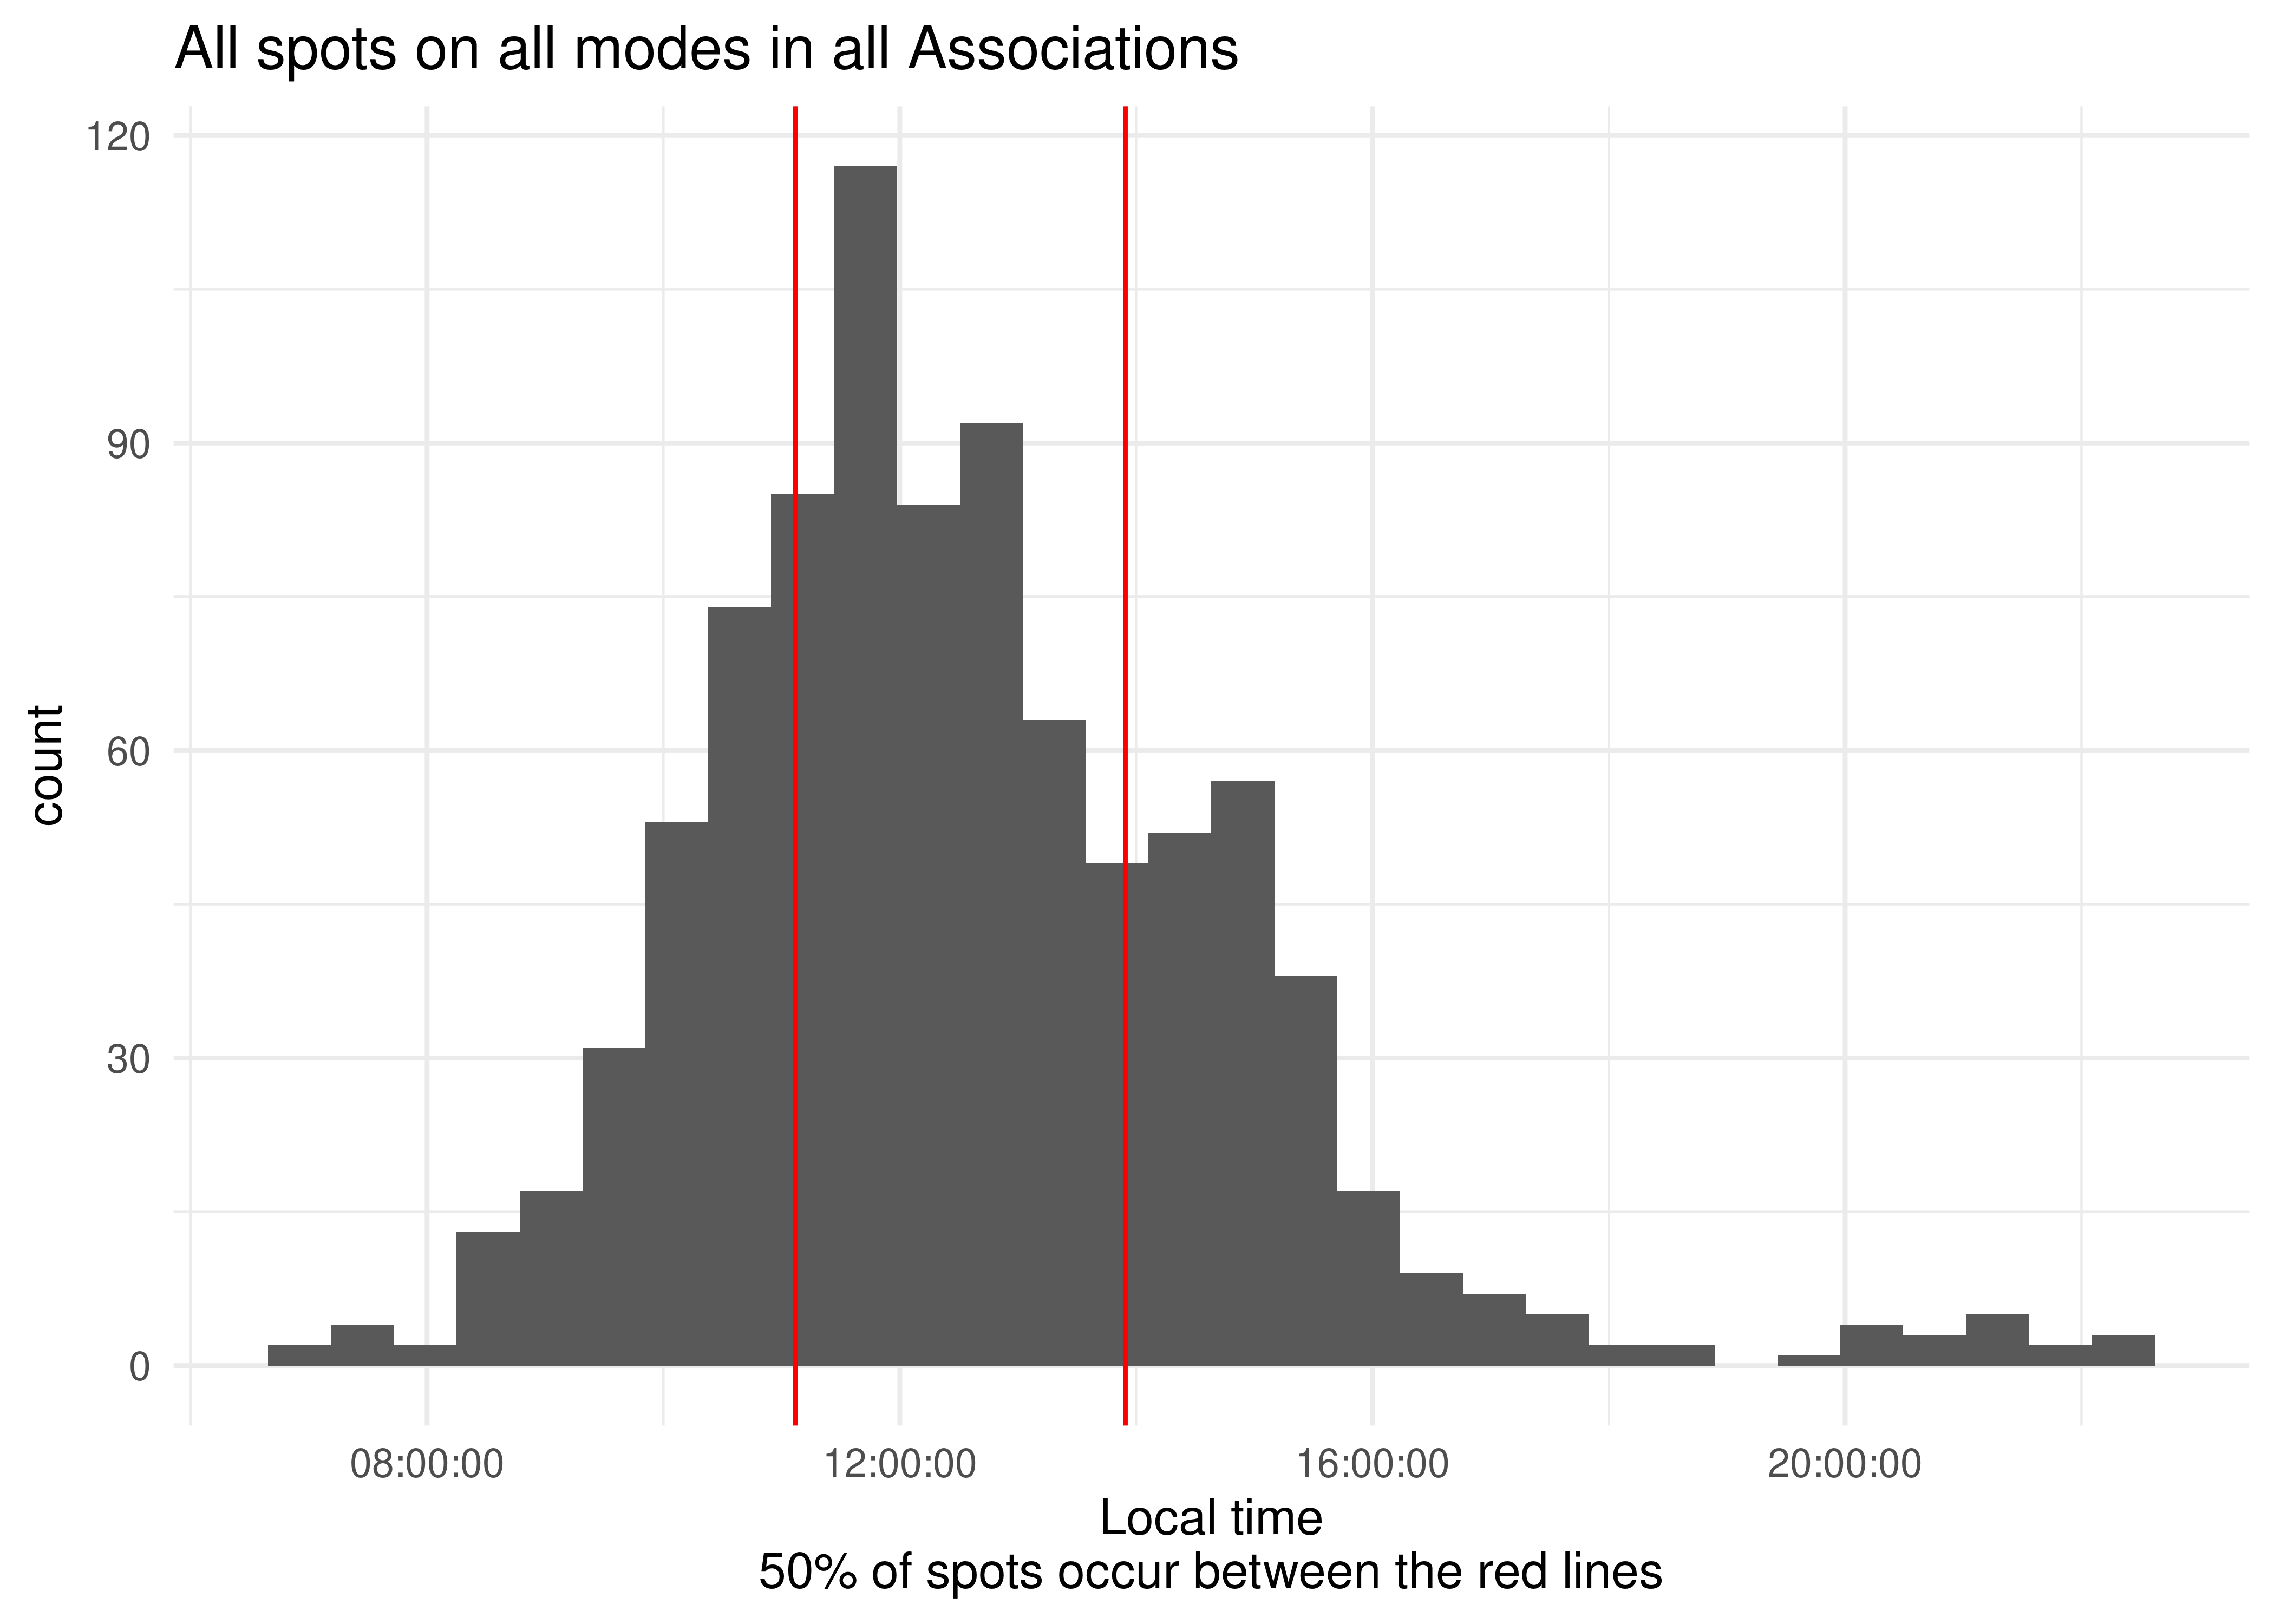 All spots on all modes in all Associations
120
90
60
30
0
count
08:00:00
12:00:00
16:00:00
20:00:00
Local time
50% of spots occur between the red lines